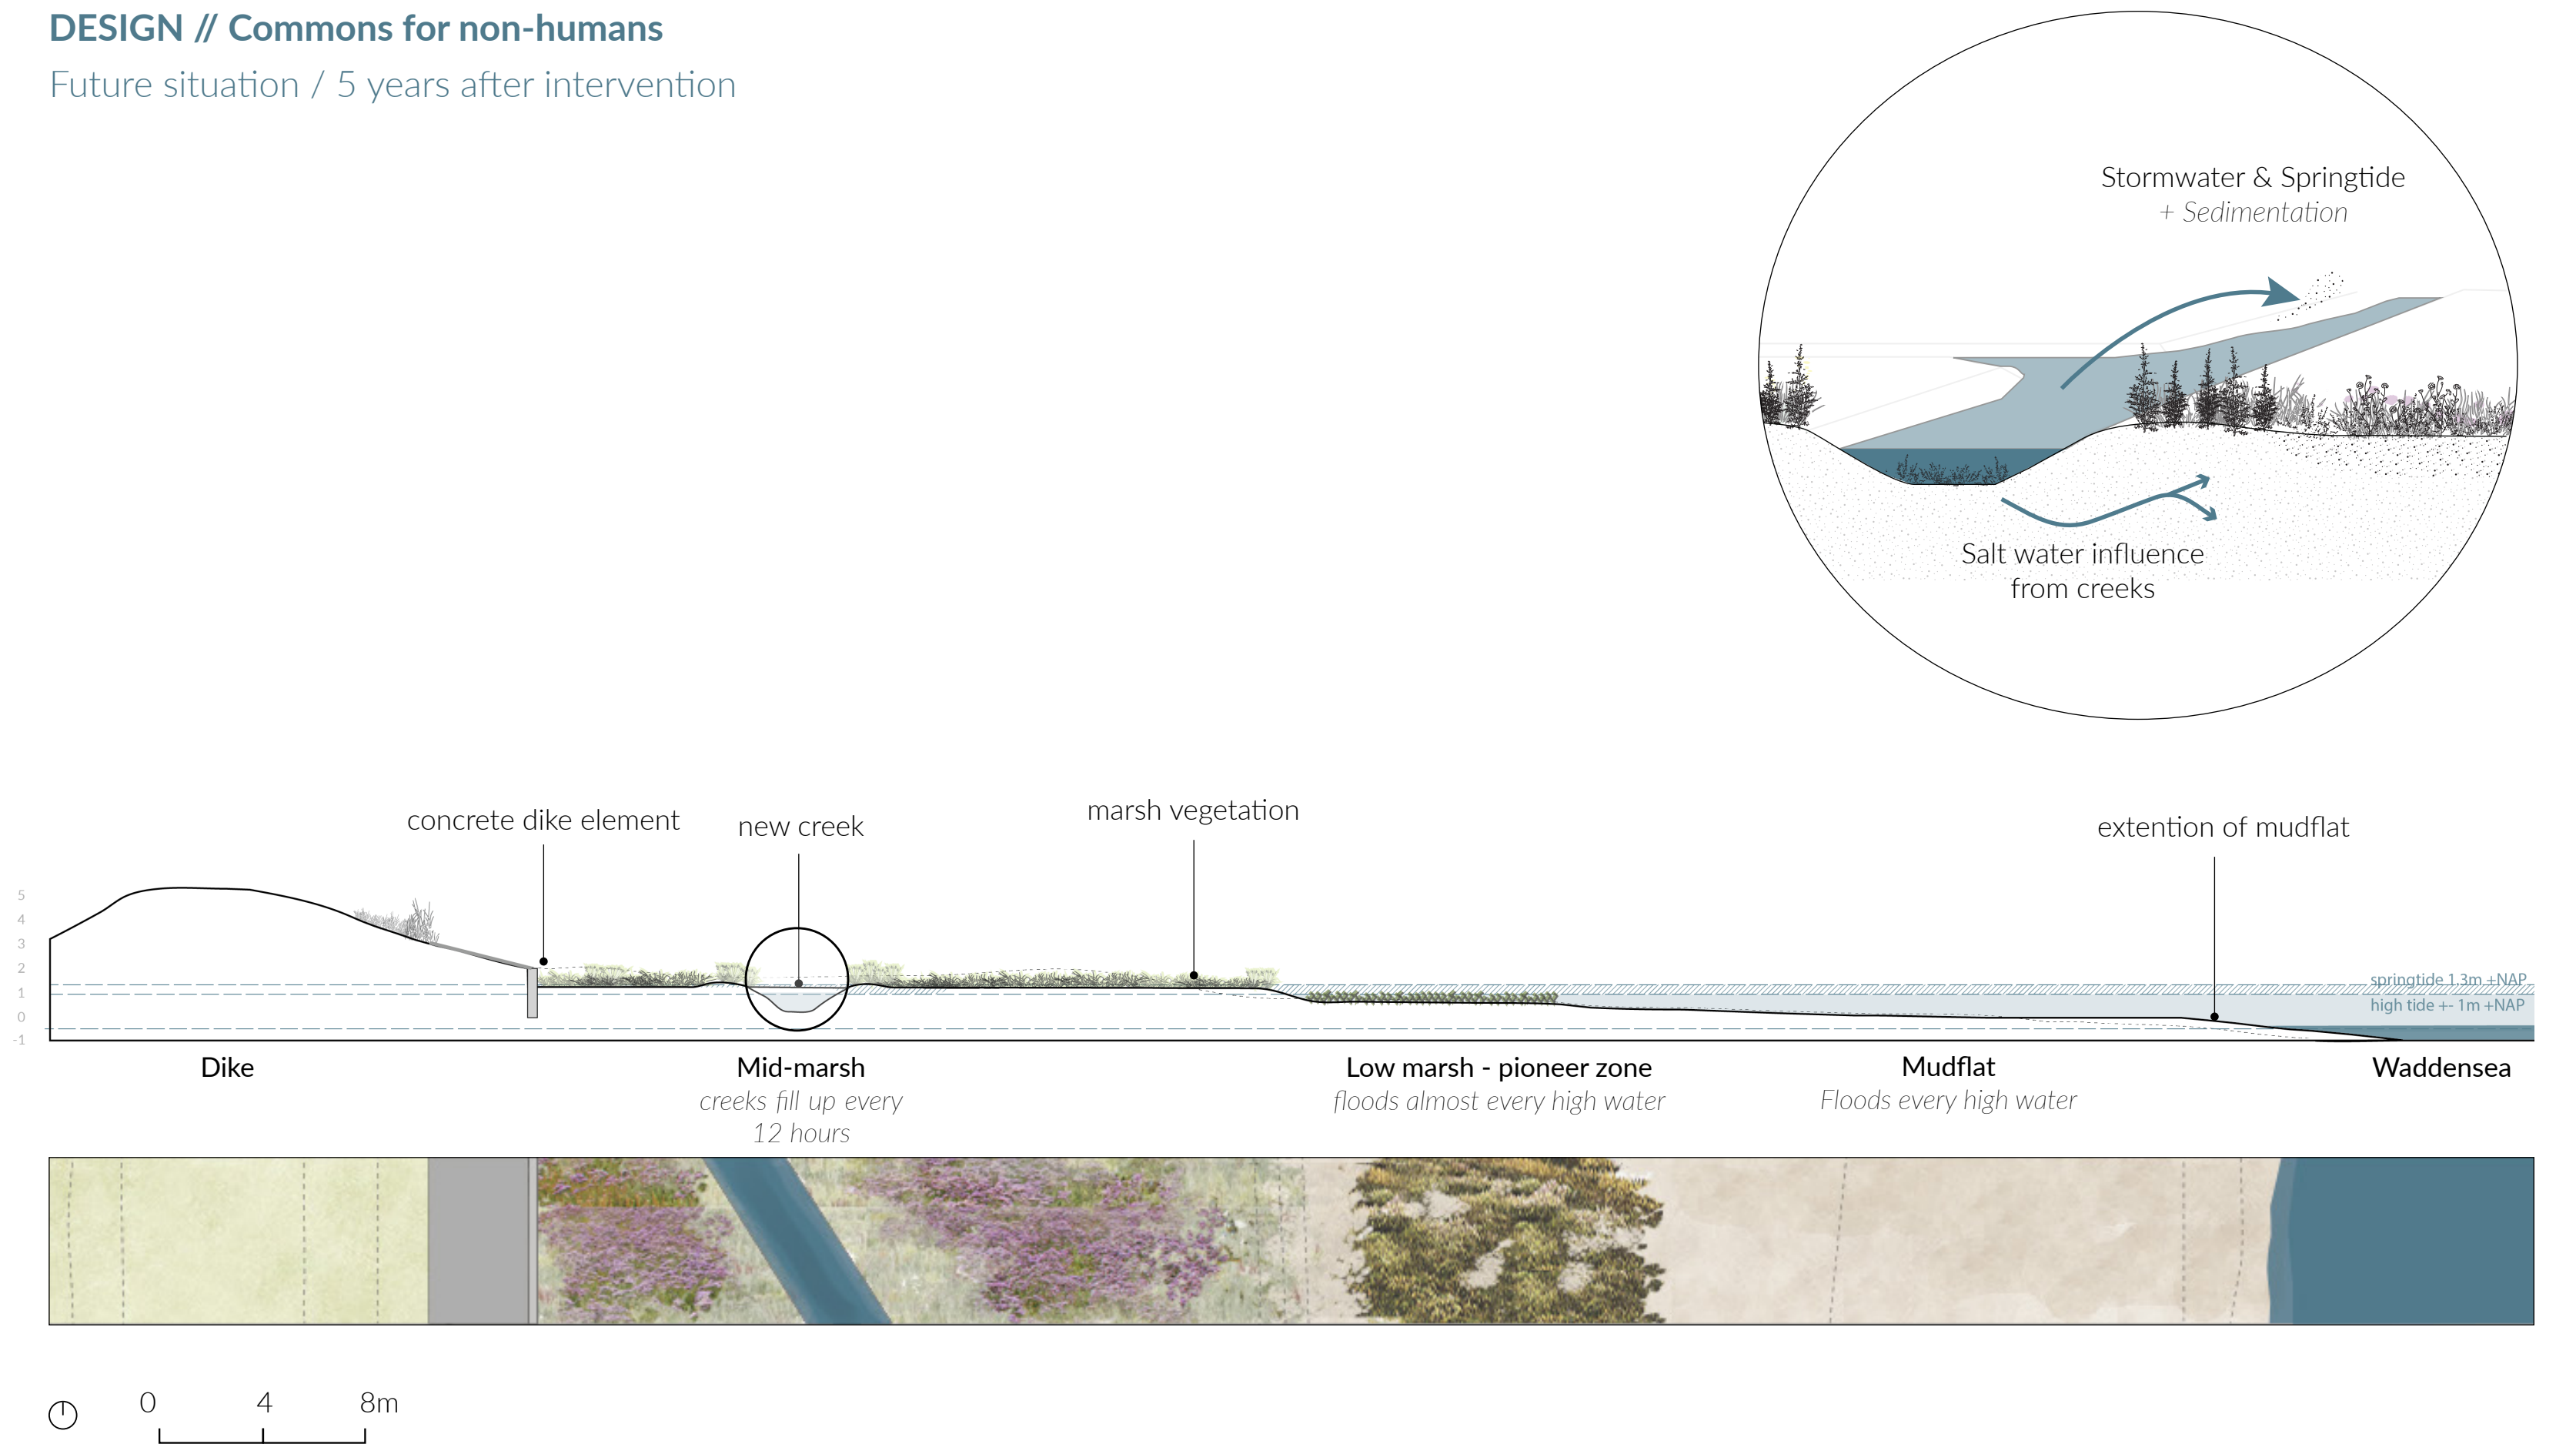 DESIGN // Commons for non-humans
Future situation / 5 years after intervention
Stormwater & Springtide
+ Sedimentation
Salt water influence
from creeks
concrete dike element
new creek
marsh vegetation
extention of mudflat
5
4
3
2
1
0
-1
springtide 1.3m +NAP
high tide +- 1m +NAP
Dike
Mid-marsh
creeks fill up every
12 hours
Low marsh - pioneer zone
floods almost every high water
Mudflat
Floods every high water
Waddensea
0 4 8m